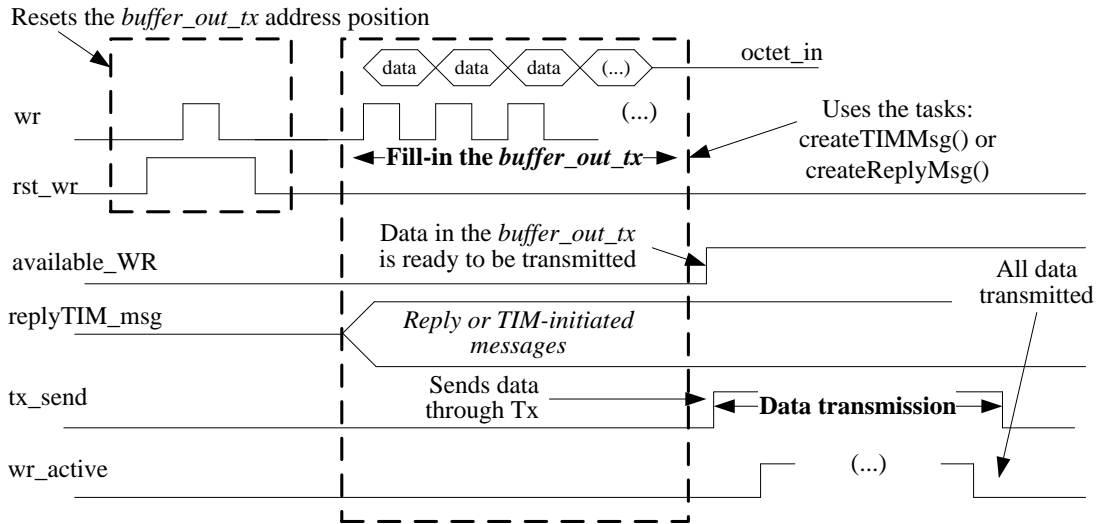 Resets the buffer_out_tx address position
data data data (...) octet_in
wr
(...)
Uses the tasks:
createTIMMsg() or
createReplyMsg()
Fill-in the buffer_out_tx
rst_wr
Data in the buffer_out_tx
is ready to be transmitted
available_WR
All data
transmitted
replyTIM_msg
Reply or TIM-initiated
messages
Sends data
through Tx
tx_send
Data transmission
wr_active
(...)